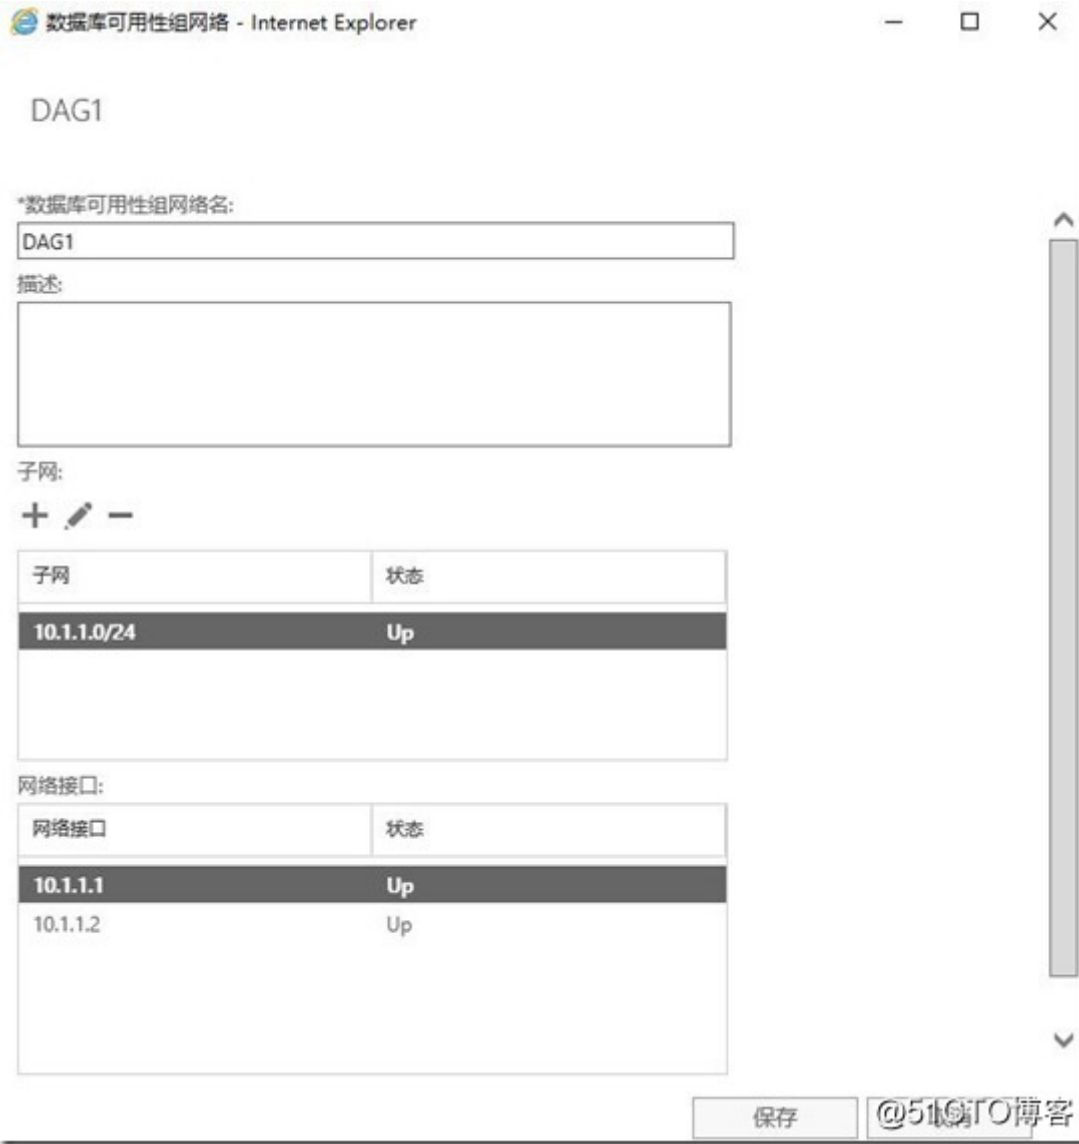 数据库可用性组网络 - Internet Explorer
DAG1
*数据库可用性组网络名:
DAG1
描述:
子网:
子网 状态
10.1.1.0/24 Up
网络接口:
网络接口 状态
10.1.1.1 Up
10.1.1.2 Up
保存
@51CTO博客